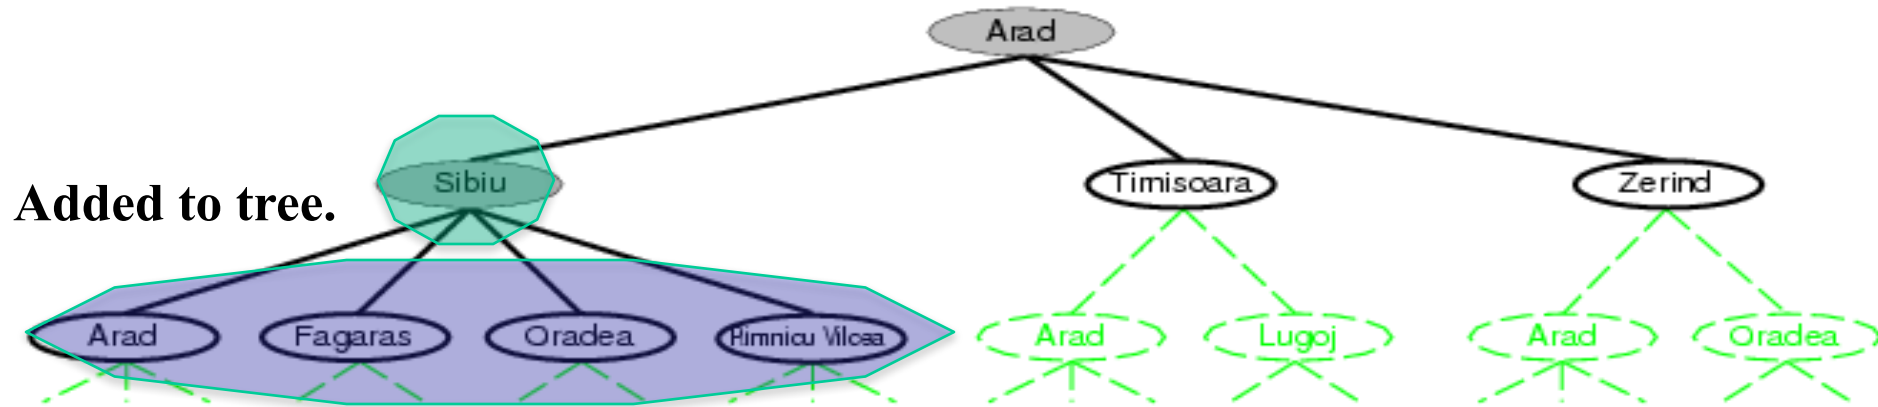 Arad
Sibiu Timisoara Zerind
Added to tree.
Arad Fagaras Oradea Rimnicu Vilcea Arad Lugoj Arad Oradea